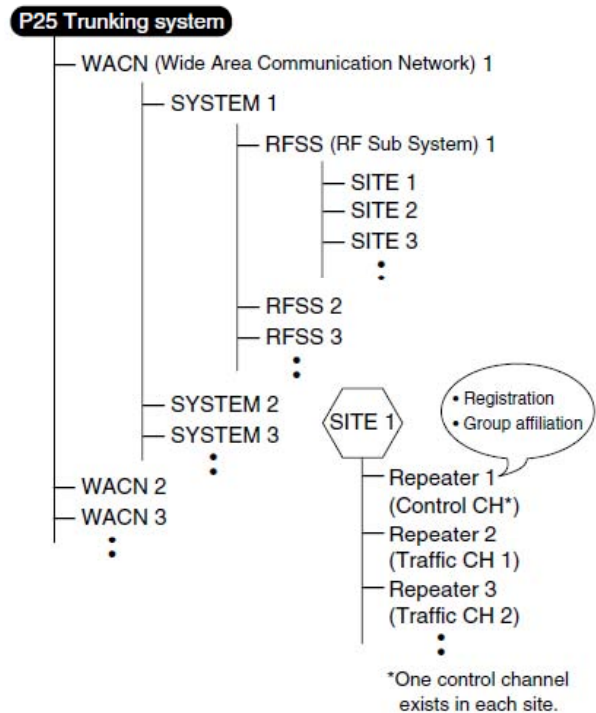 P25 Trunking system
WACN (Wide Area Communication Network) 1
SYSTEM 1
RFSS (RF Sub System) 1
SITE 1
SITE 2
SITE 3
RFSS 2
RFSS 3
SYSTEM 2
SYSTEM 3
WACN 2
WACN 3
SITE 1
• Registration
• Group affiliation
Repeater 1
(Control CH*)
Repeater 2
(Traffic CH 1)
Repeater 3
(Traffic CH 2)
*One control channel
exists in each site.